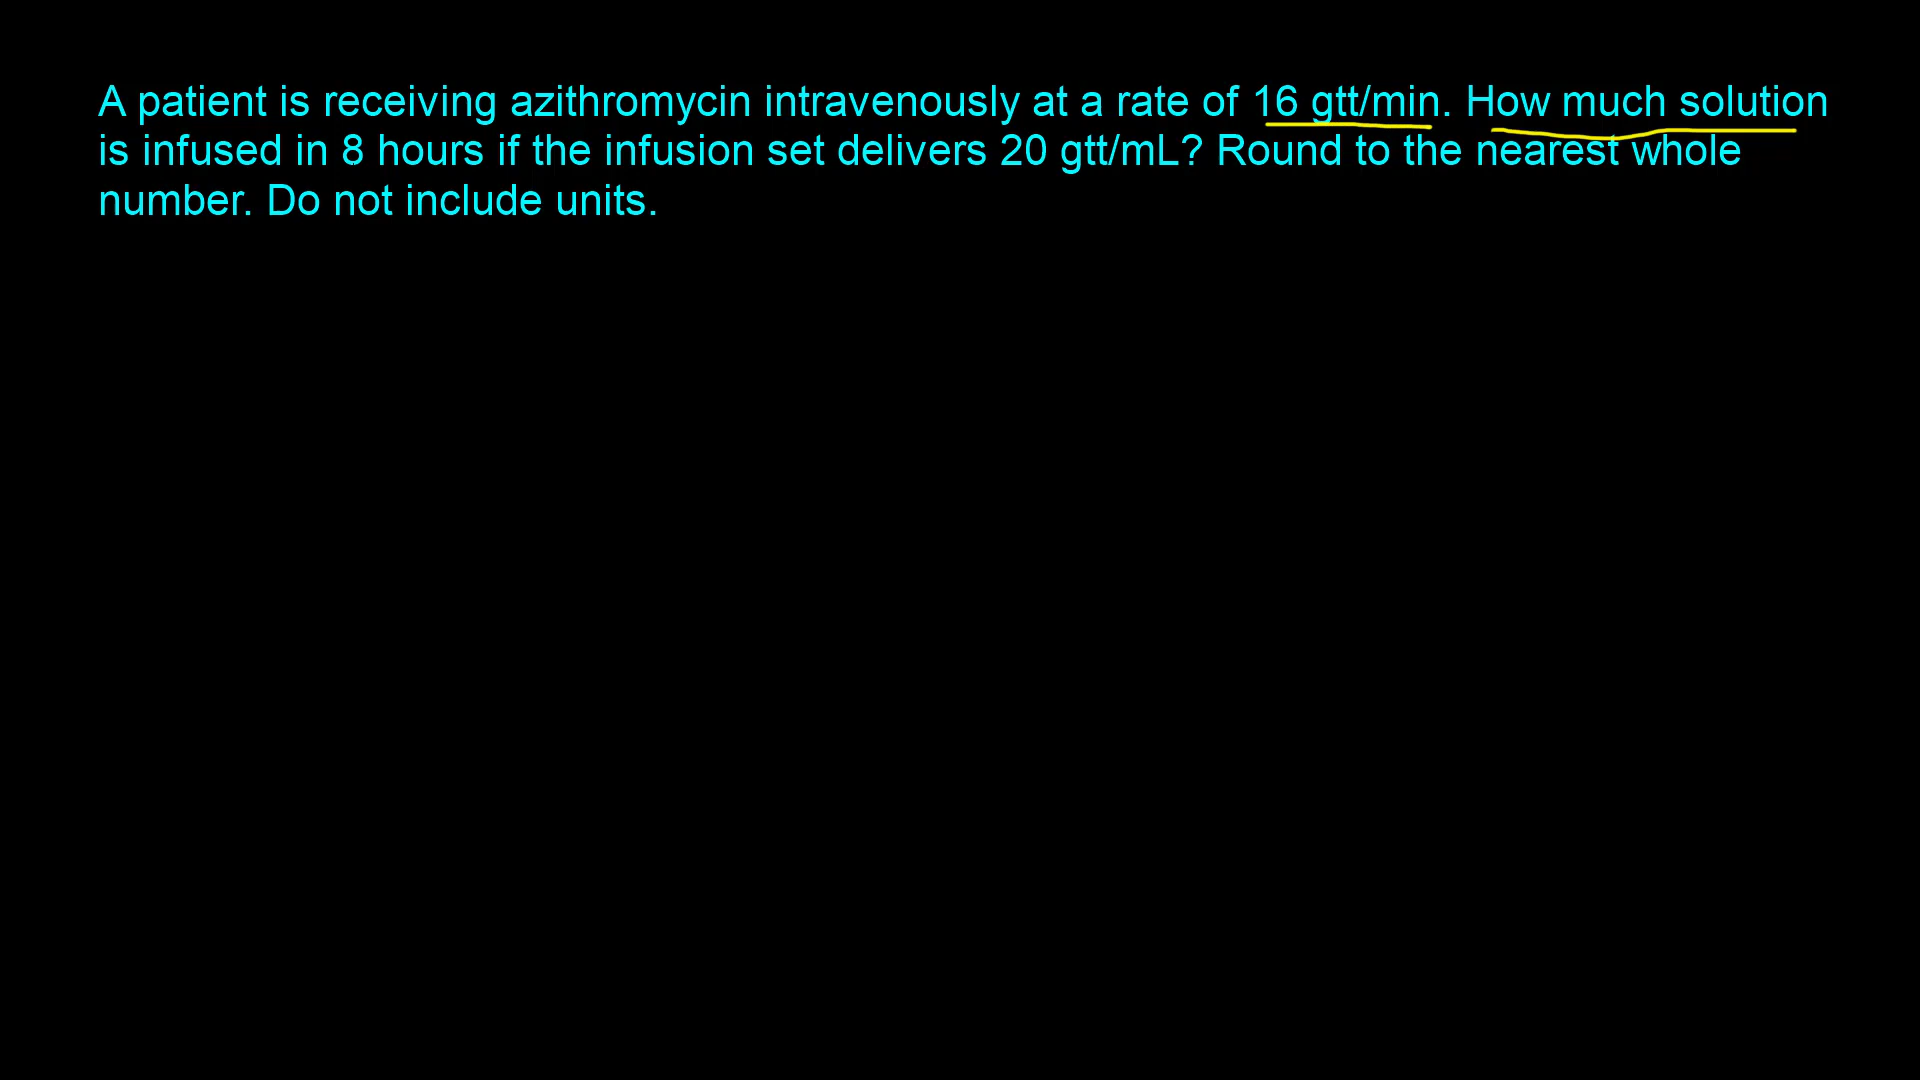 A patient is receiving azithromycin intravenously at a rate of 16 gtt/min. How much solution
is infused in 8 hours if the infusion set delivers 20 gtt/mL? Round to the nearest whole
number. Do not include units.